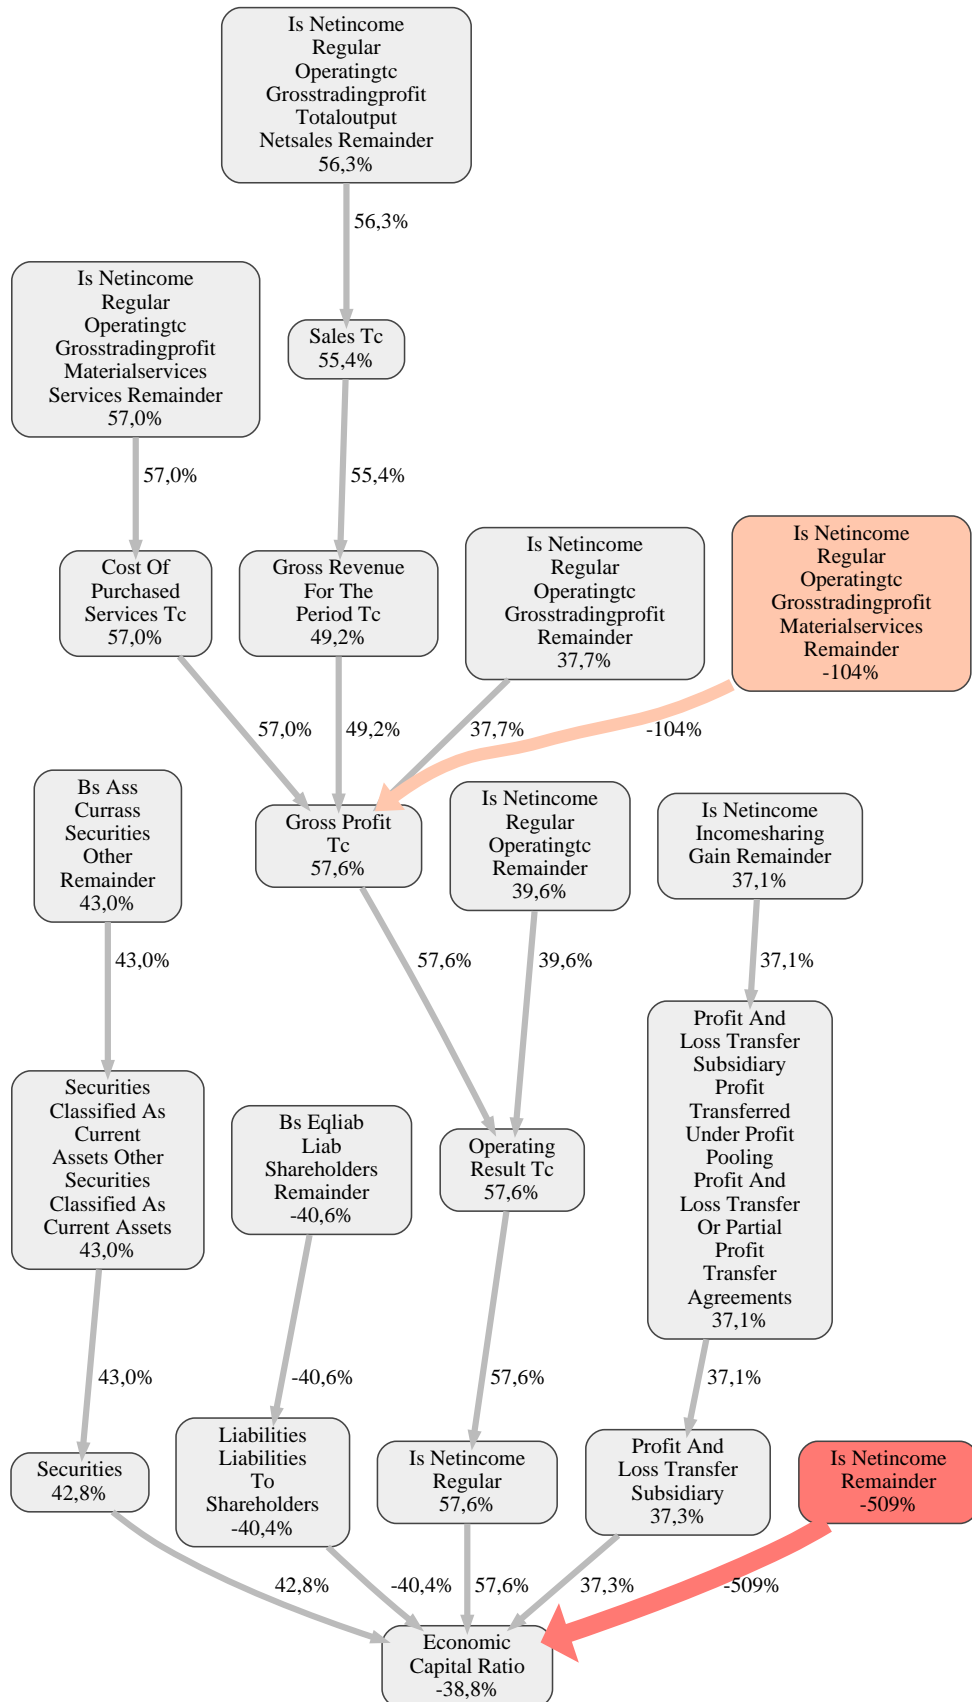 Is Netincome
Regular
Operatingtc
Grosstradingprofit
Totaloutput
Netsales Remainder
56,3%
56,3%
Is Netincome
Regular
Operatingtc
Grosstradingprofit
Materialservices
Services Remainder
57,0%
Sales Tc
55,4%
57,0%
55,4%
Cost Of
Purchased
Services Tc
57,0%
Gross Revenue
For The
Period Tc
49,2%
Is Netincome
Regular
Operatingtc
Grosstradingprofit
Remainder
37,7%
Is Netincome
Regular
Operatingtc
Grosstradingprofit
Materialservices
Remainder
-104%
57,0%
49,2%
37,7%
-104%
Bs Ass
Currass
Securities
Other
Remainder
43,0%
Gross Profit
Tc
57,6%
Is Netincome
Regular
Operatingtc
Remainder
39,6%
Is Netincome
Incomesharing
Gain Remainder
37,1%
43,0%
57,6%
39,6%
37,1%
Securities
Classified As
Current
Assets Other
Securities
Classified As
Current Assets
43,0%
Bs Eqliab
Liab
Shareholders
Remainder
-40,6%
Operating
Result Tc
57,6%
Profit And
Loss Transfer
Subsidiary
Profit
Transferred
Under Profit
Pooling
Profit And
Loss Transfer
Or Partial
Profit
Transfer
Agreements
37,1%
43,0%
-40,6%
57,6%
37,1%
Securities
42,8%
Liabilities
Liabilities
To
Shareholders
-40,4%
Is Netincome
Regular
57,6%
Profit And
Loss Transfer
Subsidiary
37,3%
Is Netincome
Remainder
-509%
42,8%
-40,4%
57,6%
37,3%
-509%
Economic
Capital Ratio
-38,8%